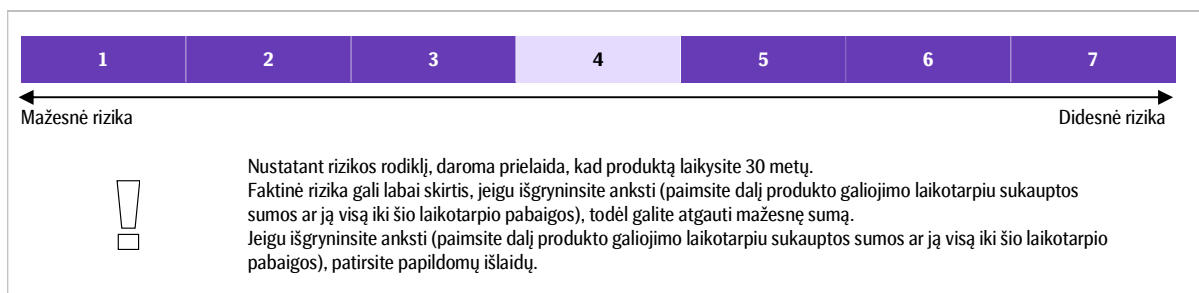 1 2 3 4 5 6 7
Mažesnė rizika Didesnė rizika
Nustatant rizikos rodiklį, daroma prielaida, kad produktą laikysite 30 metų.
Faktinė rizika gali labai skirtis, jeigu išgryninsite anksti (paimsite dalį produkto galiojimo laikotarpiu sukauptos
sumos ar ją visą iki šio laikotarpio pabaigos), todėl galite atgauti mažesnę sumą.
Jeigu išgryninsite anksti (paimsite dalį produkto galiojimo laikotarpiu sukauptos sumos ar ją visą iki šio laikotarpio
pabaigos), patirsite papildomų išlaidų.